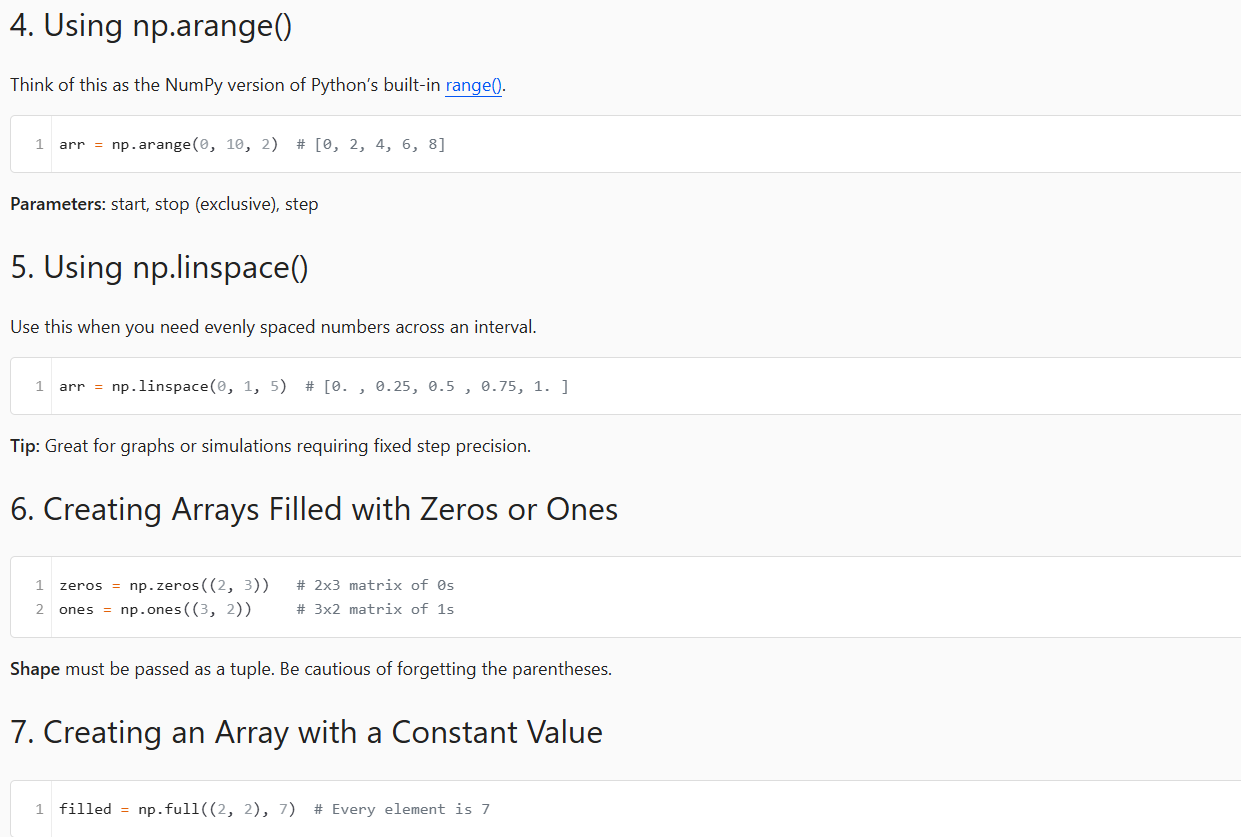 4. Using np.arange()
Think of this as the NumPy version of Python’s built-in range().
1 arr = np.arange(0, 10, 2)  # [0, 2, 4, 6, 8]
Parameters: start, stop (exclusive), step
5. Using np.linspace()
Use this when you need evenly spaced numbers across an interval.
1 arr = np.linspace(0, 1, 5)  # [0. , 0.25, 0.5 , 0.75, 1. ]
Tip: Great for graphs or simulations requiring fixed step precision.
6. Creating Arrays Filled with Zeros or Ones
1 zeros = np.zeros((2, 3))   # 2x3 matrix of 0s
2 ones = np.ones((3, 2))     # 3x2 matrix of 1s
Shape must be passed as a tuple. Be cautious of forgetting the parentheses.
7. Creating an Array with a Constant Value
1 filled = np.full((2, 2), 7)  # Every element is 7